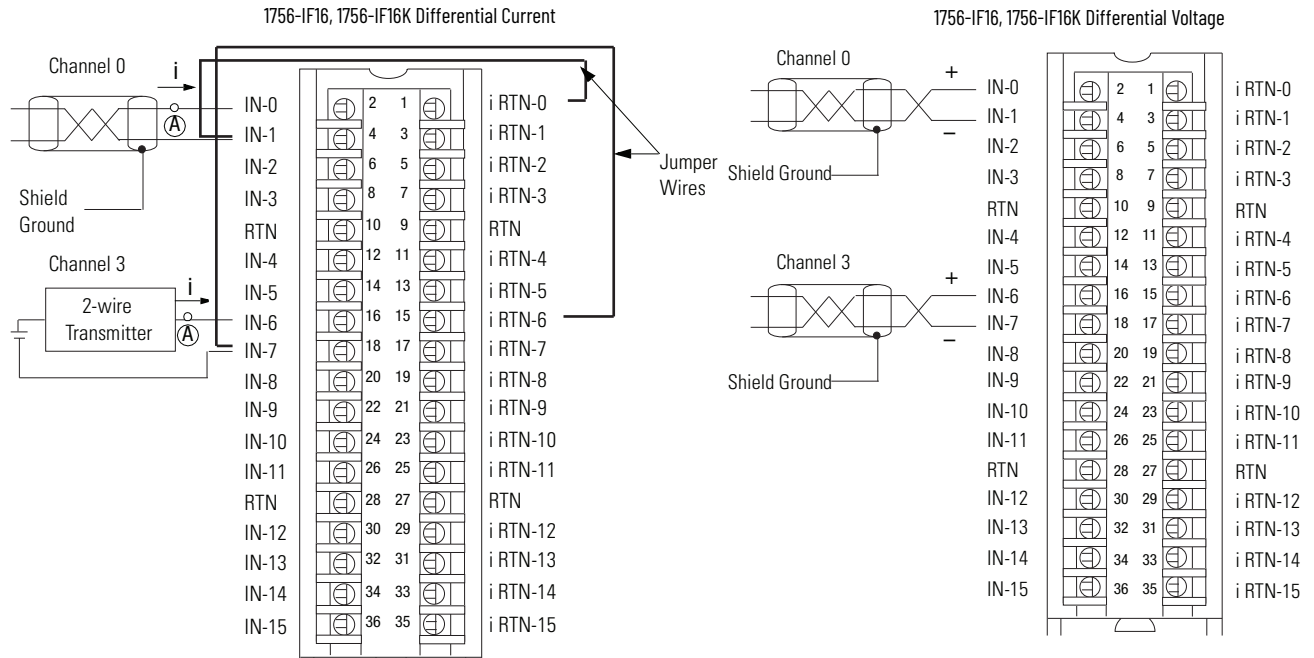 1756-IF16, 1756-IF16K Differential Current
Channel 0
i
A
Shield
Ground
Channel 3
i
2-wire
Transmitter
A
Jumper
Wires
IN-0 2 1 i RTN-0
IN-1 4 3 i RTN-1
IN-2 6 5 i RTN-2
IN-3 8 7 i RTN-3
RTN 10 9 RTN
IN-4 12 11 i RTN-4
IN-5 14 13 i RTN-5
IN-6 16 15 i RTN-6
IN-7 18 17 i RTN-7
IN-8 20 19 i RTN-8
IN-9 22 21 i RTN-9
IN-10 24 23 i RTN-10
IN-11 26 25 i RTN-11
RTN 28 27 RTN
IN-12 30 29 i RTN-12
IN-13 32 31 i RTN-13
IN-14 34 33 i RTN-14
IN-15 36 35 i RTN-15
1756-IF16, 1756-IF16K Differential Voltage
Channel 0
+
−
Shield Ground
Channel 3
+
−
Shield Ground
IN-0 2 1 i RTN-0
IN-1 4 3 i RTN-1
IN-2 6 5 i RTN-2
IN-3 8 7 i RTN-3
RTN 10 9 RTN
IN-4 12 11 i RTN-4
IN-5 14 13 i RTN-5
IN-6 16 15 i RTN-6
IN-7 18 17 i RTN-7
IN-8 20 19 i RTN-8
IN-9 22 21 i RTN-9
IN-10 24 23 i RTN-10
IN-11 26 25 i RTN-11
RTN 28 27 RTN
IN-12 30 29 i RTN-12
IN-13 32 31 i RTN-13
IN-14 34 33 i RTN-14
IN-15 36 35 i RTN-15